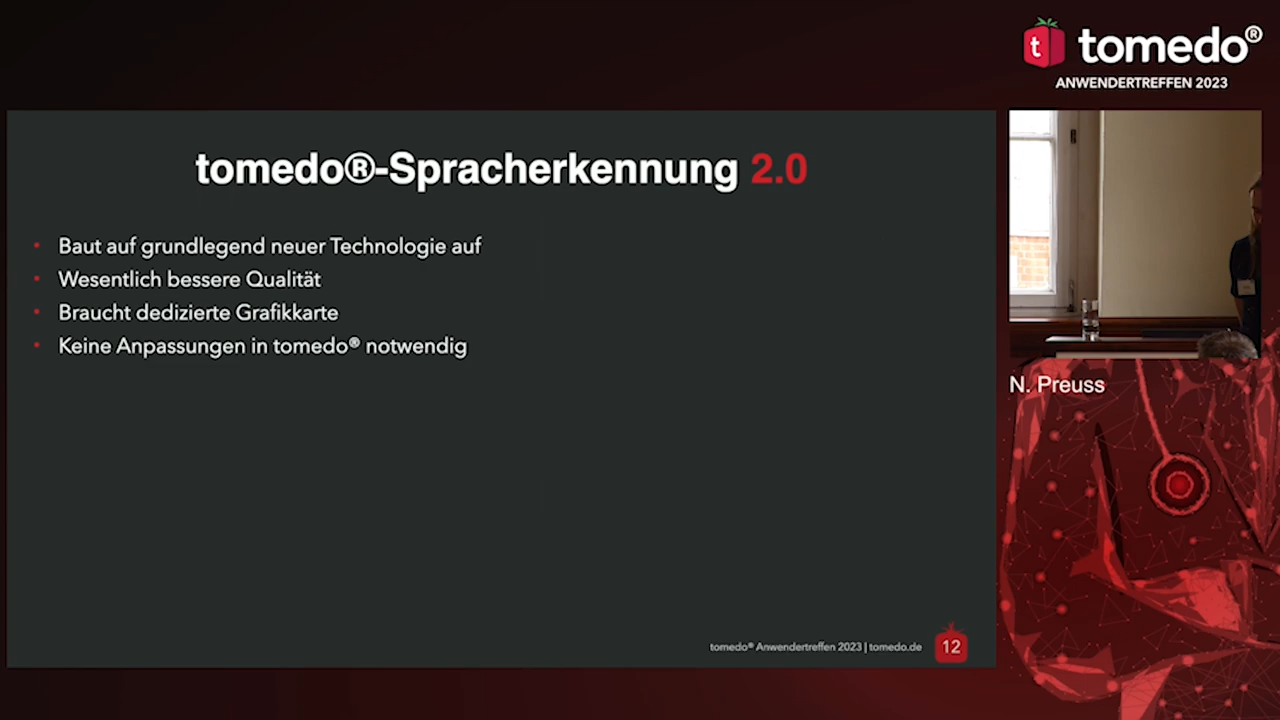 t tomedo®
ANWENDERTREFFEN 2023
tomedo®-Spracherkennung 2.0
• Baut auf grundlegend neuer Technologie auf
• Wesentlich bessere Qualität
• Braucht dedizierte Grafikkarte
• Keine Anpassungen in tomedo® notwendig
N. Preuss
tomedo® Anwendertreffen 2023 | tomedo.de 12